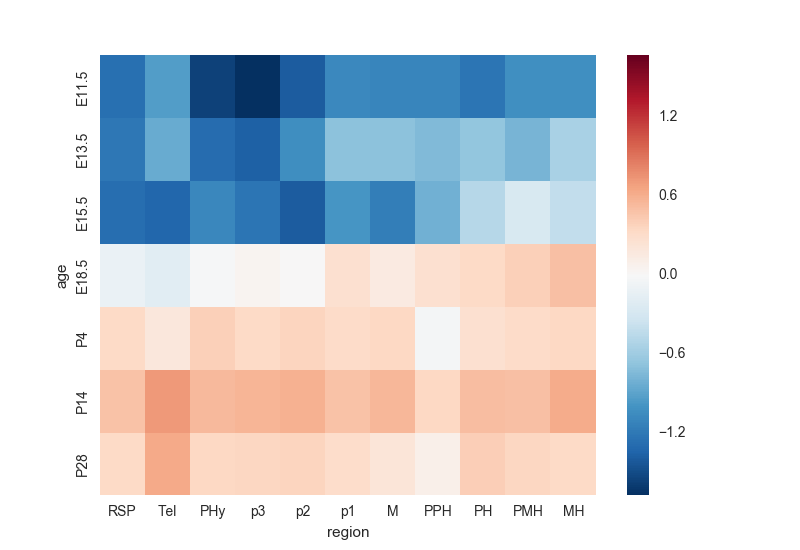 E11.5
E13.5
E15.5
E18.5
P4
P14
P28
age
RSP Tel PHy p3 p2 p1 M PPH PH PMH MH
region
1.2
0.6
0.0
−0.6
−1.2